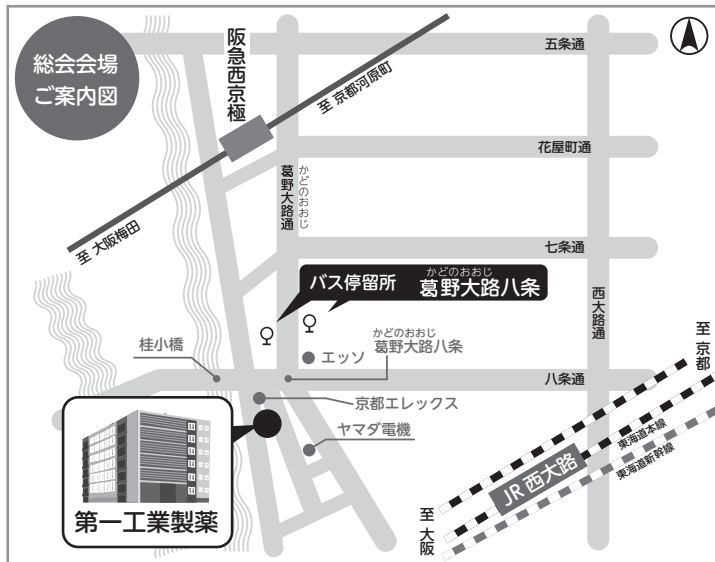 総会会場
ご案内図
阪急西京極
至 京都河原町
至 大阪梅田
五条通
花屋町通
葛野大路通
かどのおおじ
七条通
西大路通
バス停留所
かどのおおじ
葛野大路八条
桂小橋
エッソ
かどのおおじ
葛野大路八条
八条通
京都エレックス
ヤマダ電機
第一工業製薬
至 京都
東海道本線
東海道新幹線
JR 西大路
至 大阪